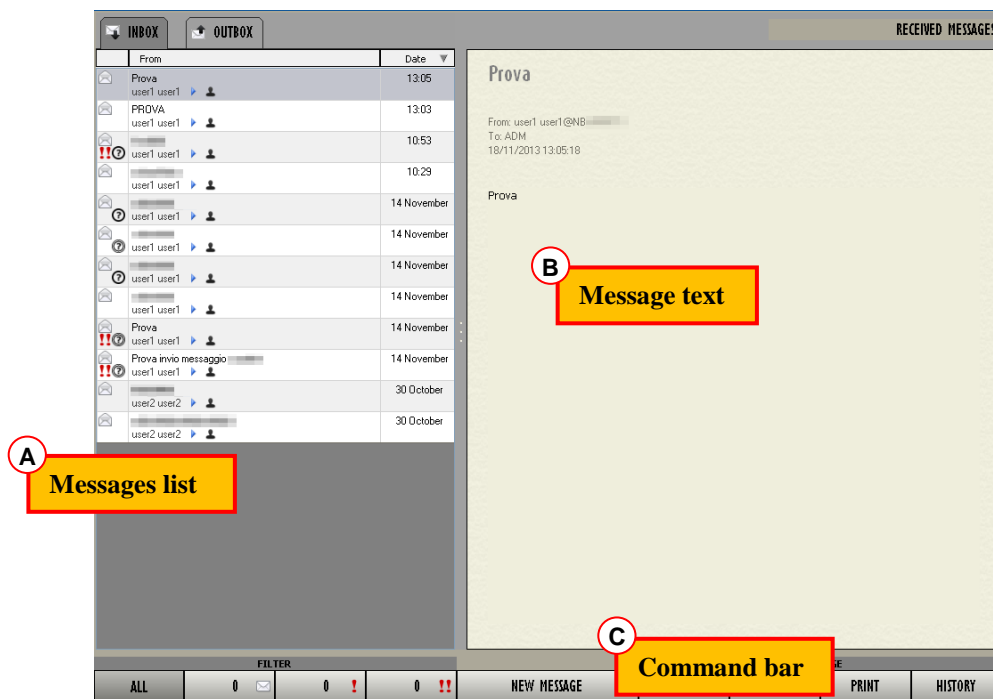 INBOX
OUTBOX
RECEIVED MESSAGES
From Date
Prova 13:05
user1 user1
PROVA 13:03
user1 user1
10:53
!! ? user1 user1
10:29
user1 user1
14 November
? user1 user1
14 November
? user1 user1
14 November
? user1 user1
14 November
user1 user1
Prova 14 November
!! ? user1 user1
Prova invio messaggio 14 November
!! ? user1 user1
30 October
user2 user2
30 October
user2 user2
Prova
From: user1 user1@NB
To: ADM
18/11/2013 13:05:18
Prova
B
Message text
A
Messages list
C
Command bar
FILTER
ALL 0 0 ! 0 !! NEW MESSAGE PRINT HISTORY